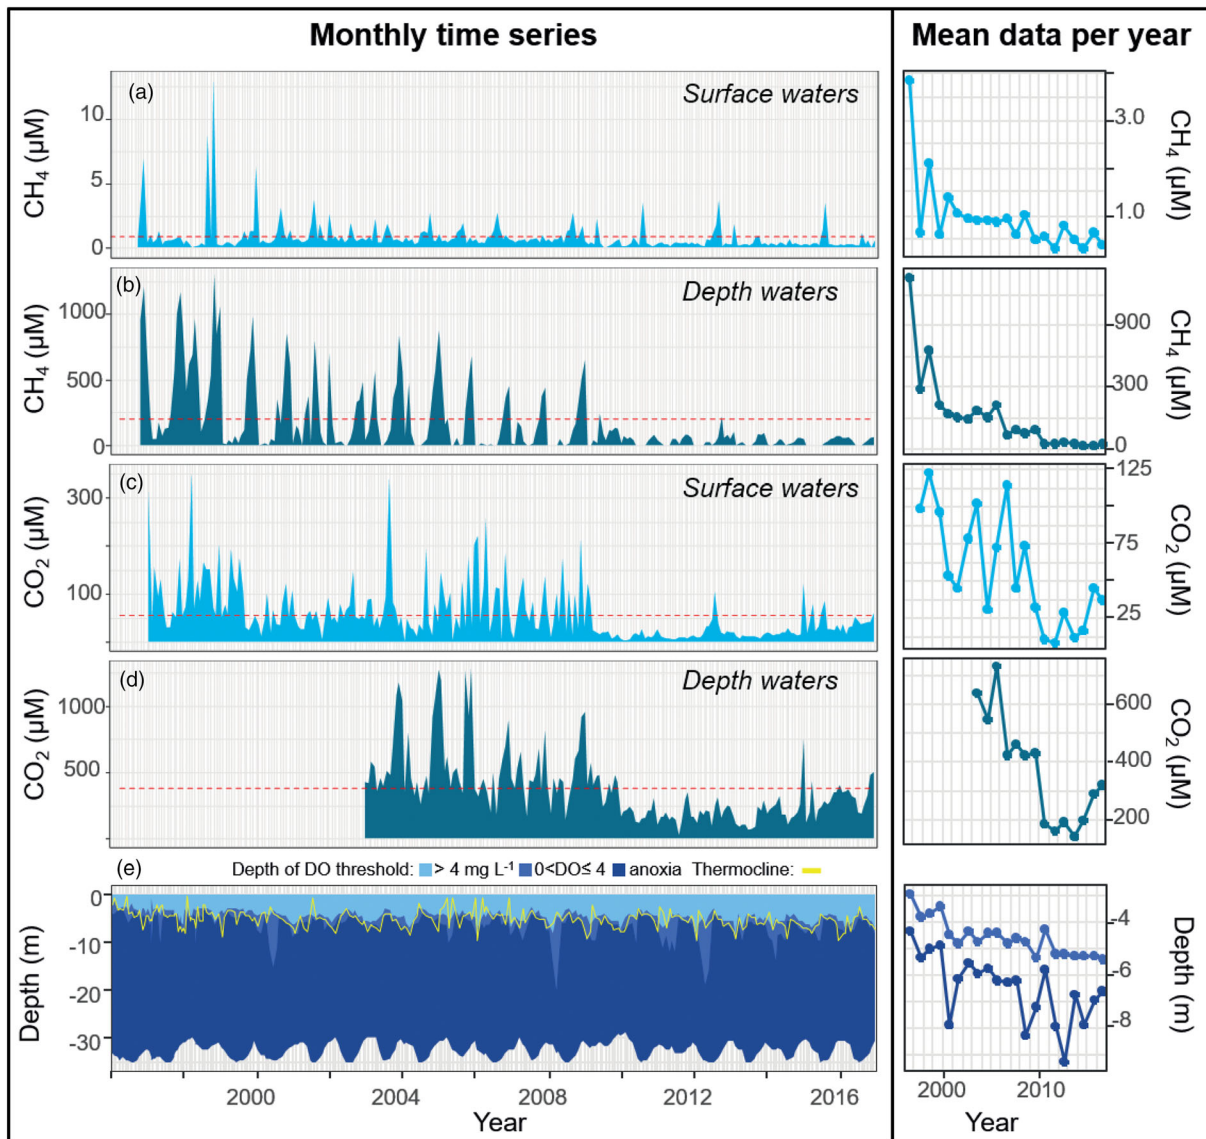 Monthly time series
Mean data per year
(a)
Surface waters
CH4 (µM)
10
5
0
3.0
1.0
CH4 (µM)
(b)
Depth waters
CH4 (µM)
1000
500
0
900
300
0
CH4 (µM)
(c)
Surface waters
CO2 (µM)
300
100
125
75
25
CO2 (µM)
(d)
Depth waters
CO2 (µM)
1000
500
600
400
200
CO2 (µM)
(e)
Depth of DO threshold: > 4 mg L-1 0<DO≤ 4 anoxia Thermocline:
Depth (m)
0
-10
-20
-30
-4
-6
-8
Depth (m)
2000 2004 2008 2012 2016
Year
2000 2010
Year